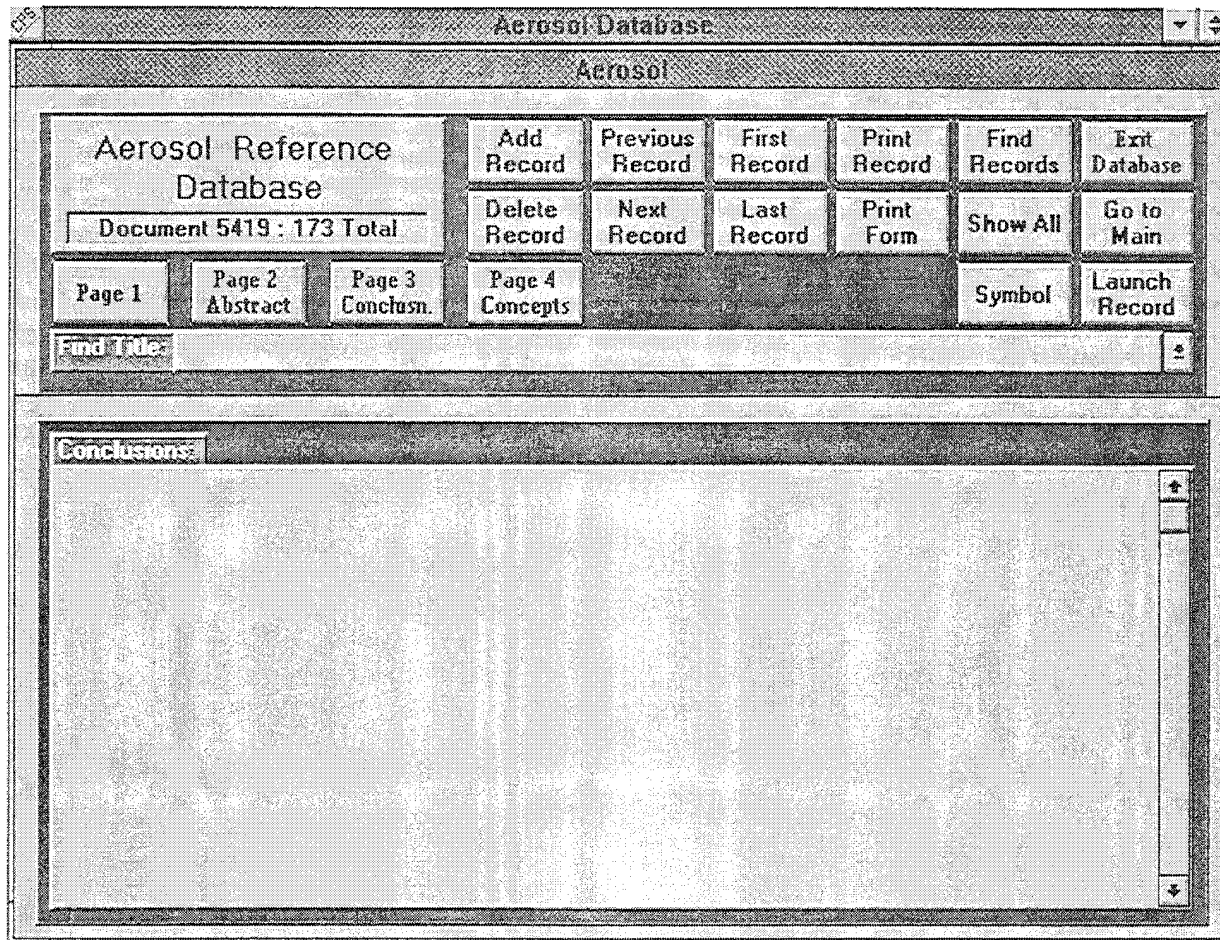 CPS
Aerosol Database
Aerosol
Aerosol Reference
Database
Document 5419 : 173 Total
Add
Record
Previous
Record
First
Record
Print
Record
Find
Records
Exit
Database
Delete
Record
Next
Record
Last
Record
Print
Form
Show All
Go to
Main
Page 1
Page 2
Abstract
Page 3
Conclusn.
Page 4
Concepts
Symbol
Launch
Record
Find Title:
Conclusions: